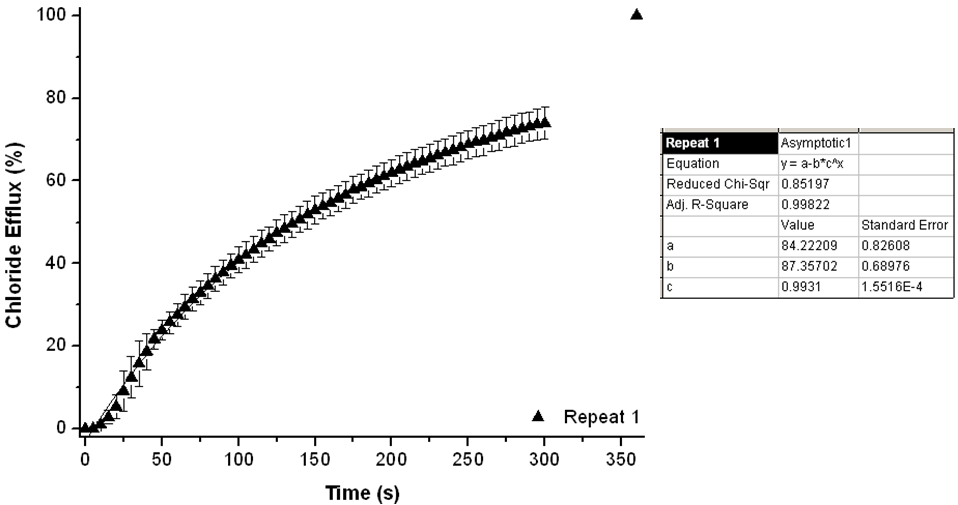 100
80
60
40
20
0
Chloride Efflux (%)
Repeat 1
0 50 100 150 200 250 300 350
Time (s)
Repeat 1 Asymptotic1
Equation y = a-b*c^x
Reduced Chi-Sqr 0.85197
Adj. R-Square 0.99822
Value Standard Error
a 84.22209 0.82608
b 87.35702 0.68976
c 0.9931 1.5516E-4